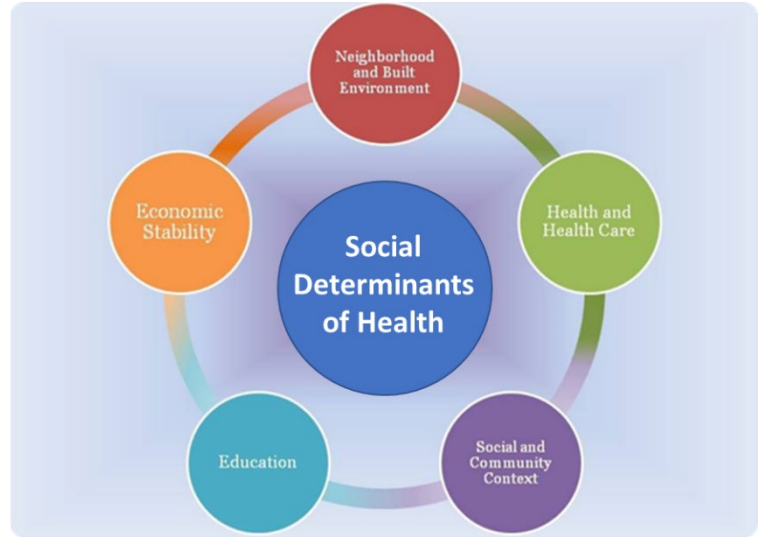 Neighborhood
and Built
Environment
Economic
Stability
Health and
Health Care
Social
Determinants
of Health
Education
Social and
Community
Context